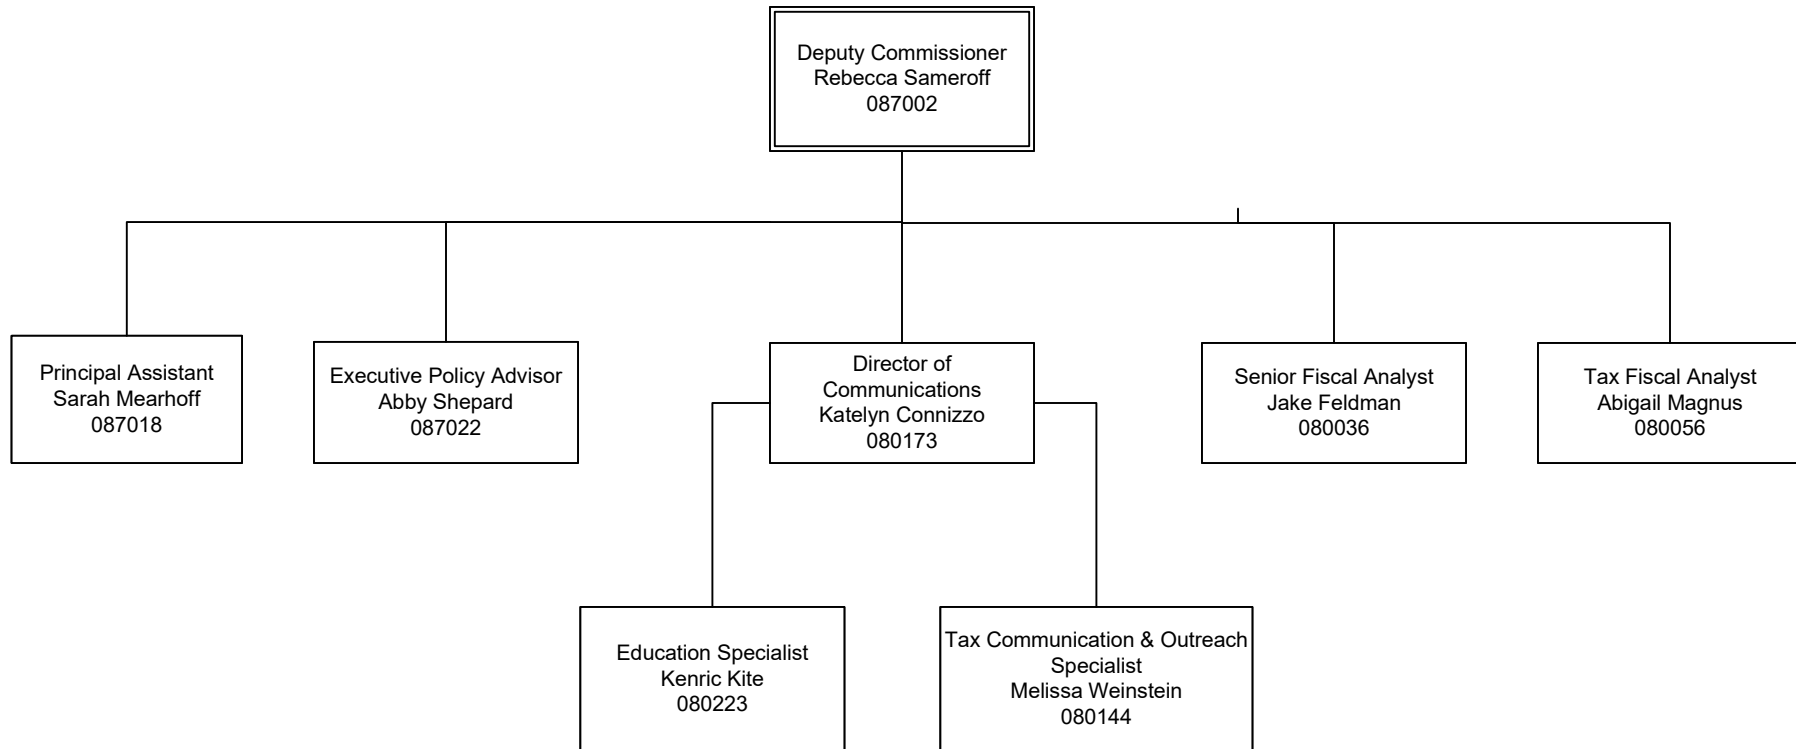 Deputy Commissioner
Rebecca Sameroff
087002
Principal Assistant
Sarah Mearhoff
087018
Executive Policy Advisor
Abby Shepard
087022
Director of
Communications
Katelyn Connizzo
080173
Senior Fiscal Analyst
Jake Feldman
080036
Tax Fiscal Analyst
Abigail Magnus
080056
Education Specialist
Kenric Kite
080223
Tax Communication & Outreach
Specialist
Melissa Weinstein
080144